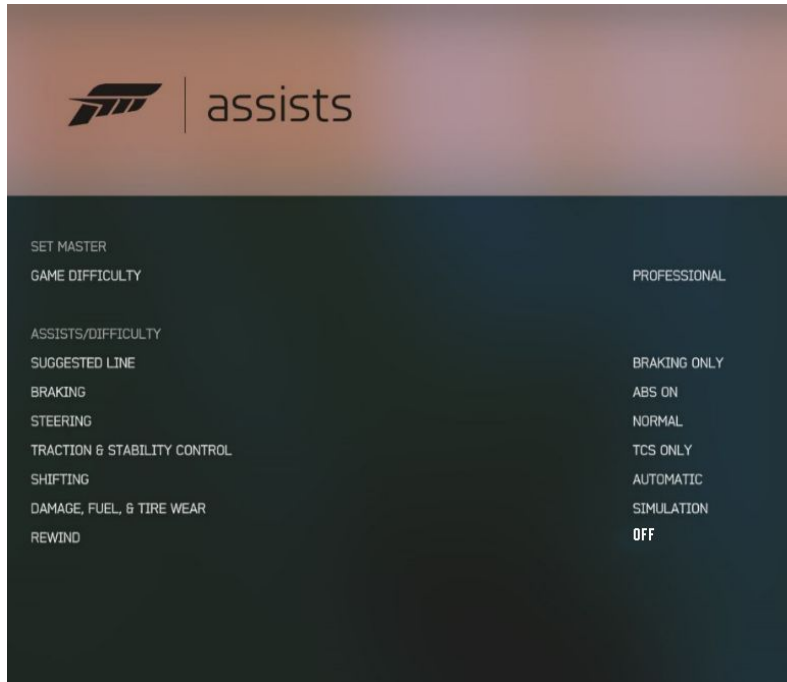 assists
SET MASTER
GAME DIFFICULTY PROFESSIONAL
ASSISTS/DIFFICULTY
SUGGESTED LINE BRAKING ONLY
BRAKING ABS ON
STEERING NORMAL
TRACTION & STABILITY CONTROL TCS ONLY
SHIFTING AUTOMATIC
DAMAGE, FUEL, & TIRE WEAR SIMULATION
REWIND OFF